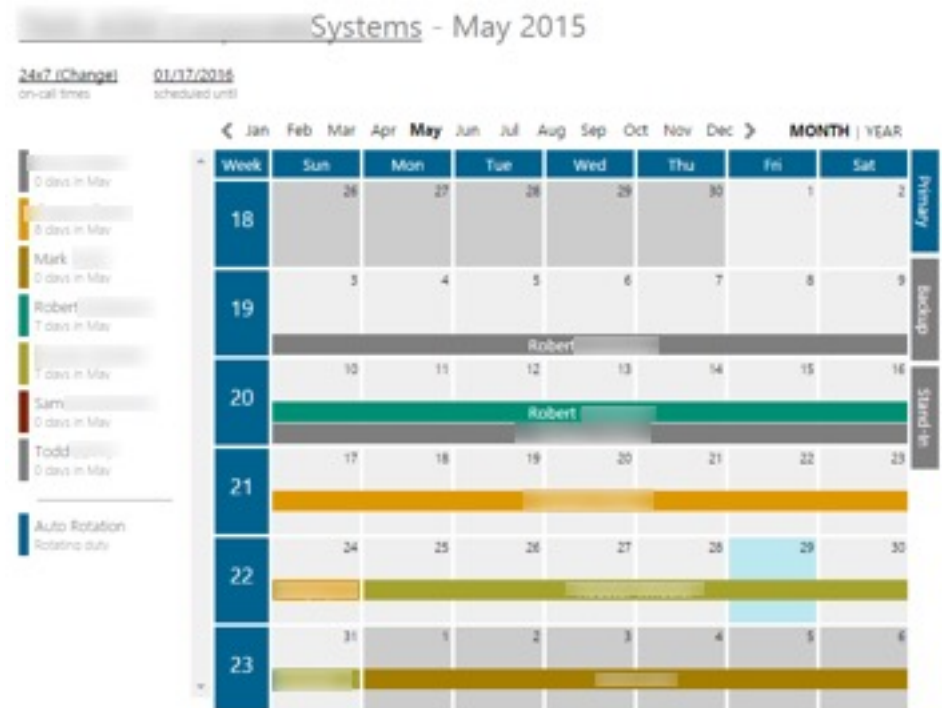 Systems - May 2015
24x7 (Change) 01/17/2016
on-call times scheduled until
Jan Feb Mar Apr May Jun Jul Aug Sep Oct Nov Dec MONTH | YEAR
Week Sun Mon Tue Wed Thu Fri Sat
18 26 27 28 29 30 1 2
19 3 4 5 6 7 8 9
Robert
20 10 11 12 13 14 15 16
Robert
21 17 18 19 20 21 22 23
22 24 25 26 27 28 29 30
23 31 1 2 3 4 5 6
0 days in May
8 days in May
Mark
0 days in May
Robert
7 days in May
7 days in May
Sam
0 days in May
Todd
0 days in May
Auto Rotation
Rotating duty
Primary
Backup
Stand-in